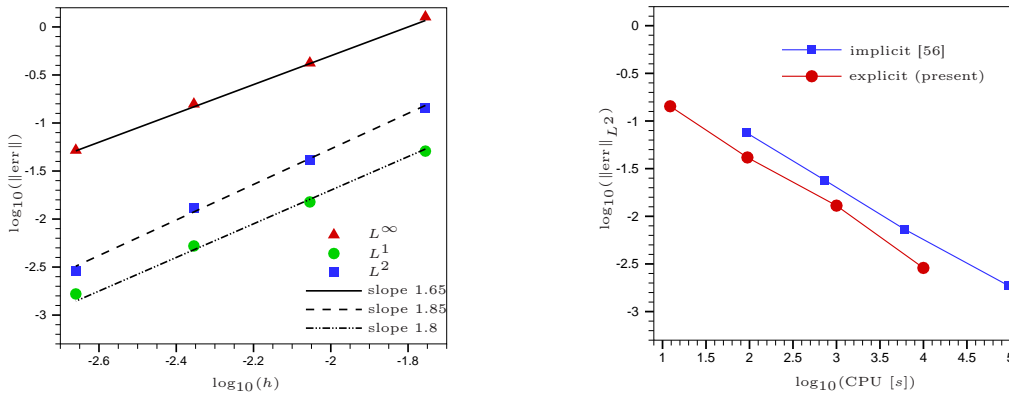 0
-0.5
-1
-1.5
-2
-2.5
-3
log10(‖err‖)
L∞
L1
L2
slope 1.65
slope 1.85
slope 1.8
-2.6
-2.4
-2.2
-2
-1.8
log10(h)
0
-0.5
-1
-1.5
-2
-2.5
-3
log10(‖err‖L2)
implicit [56]
explicit (present)
1
1.5
2
2.5
3
3.5
4
4.5
5
log10(CPU [s])